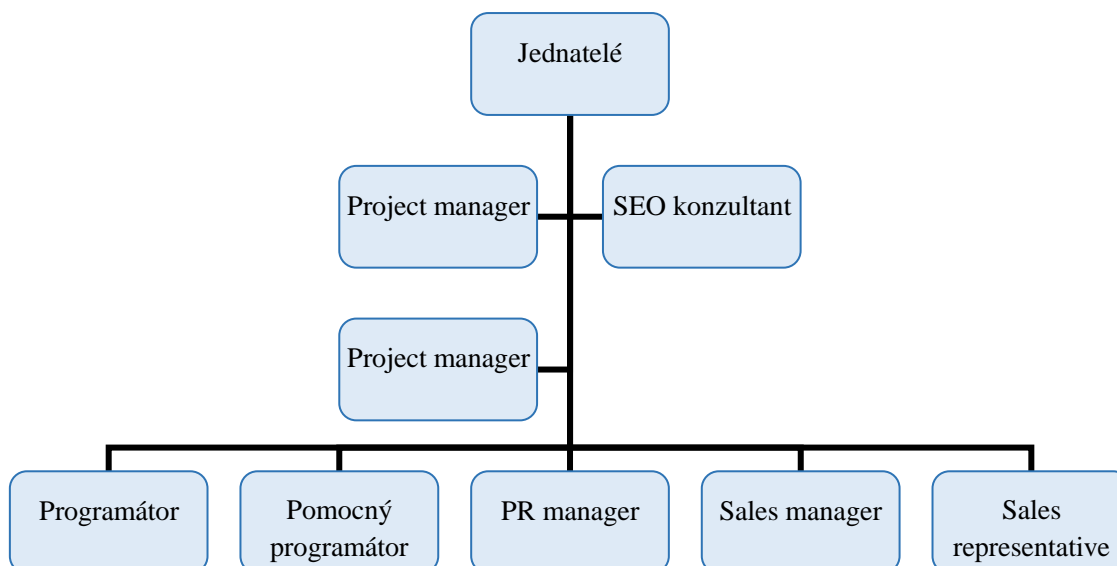 Jednatelé
Project manager
SEO konzultant
Project manager
Programátor
Pomocný
programátor
PR manager
Sales manager
Sales
representative